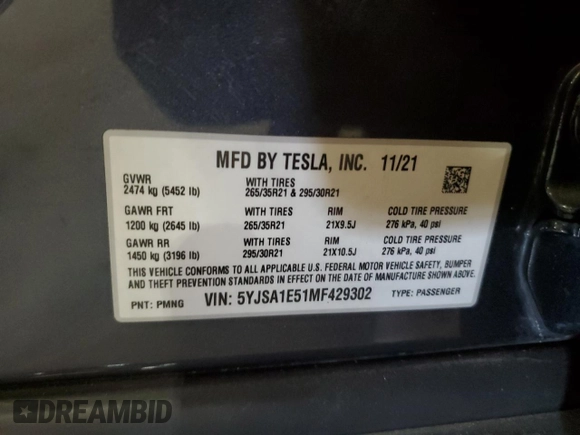 MFD BY TESLA, INC. 11/21
GVWR WITH TIRES
2474 kg (5452 lb) 265/35R21 & 295/30R21
GAWR FRT WITH TIRES RIM COLD TIRE PRESSURE
1200 kg (2645 lb) 265/35R21 21X9.5J 276 kPa, 40 psi
GAWR RR WITH TIRES RIM COLD TIRE PRESSURE
1450 kg (3196 lb) 295/30R21 21X10.5J 276 kPa, 40 psi
THIS VEHICLE CONFORMS TO ALL APPLICABLE U.S. FEDERAL MOTOR VEHICLE SAFETY, BUMPER
AND THEFT PREVENTION STANDARDS IN EFFECT ON THE DATE OF MANUFACTURE SHOWN ABOVE.
PNT: PMNG VIN: 5YJSA1E51MF429302 TYPE: PASSENGER
DREAMBID